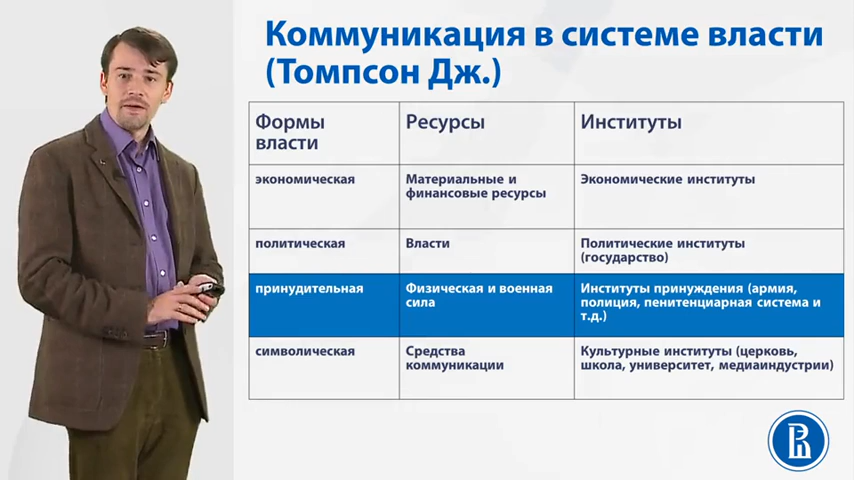 Коммуникация в системе власти
(Томпсон Дж.)
Формы
власти
Ресурсы
Институты
экономическая
Материальные и
финансовые ресурсы
Экономические институты
политическая
Власти
Политические институты
(государство)
принудительная
Физическая и военная
сила
Институты принуждения (армия,
полиция, пенитенциарная система и
т.д.)
символическая
Средства
коммуникации
Культурные институты (церковь,
школа, университет, медиаиндустрии)